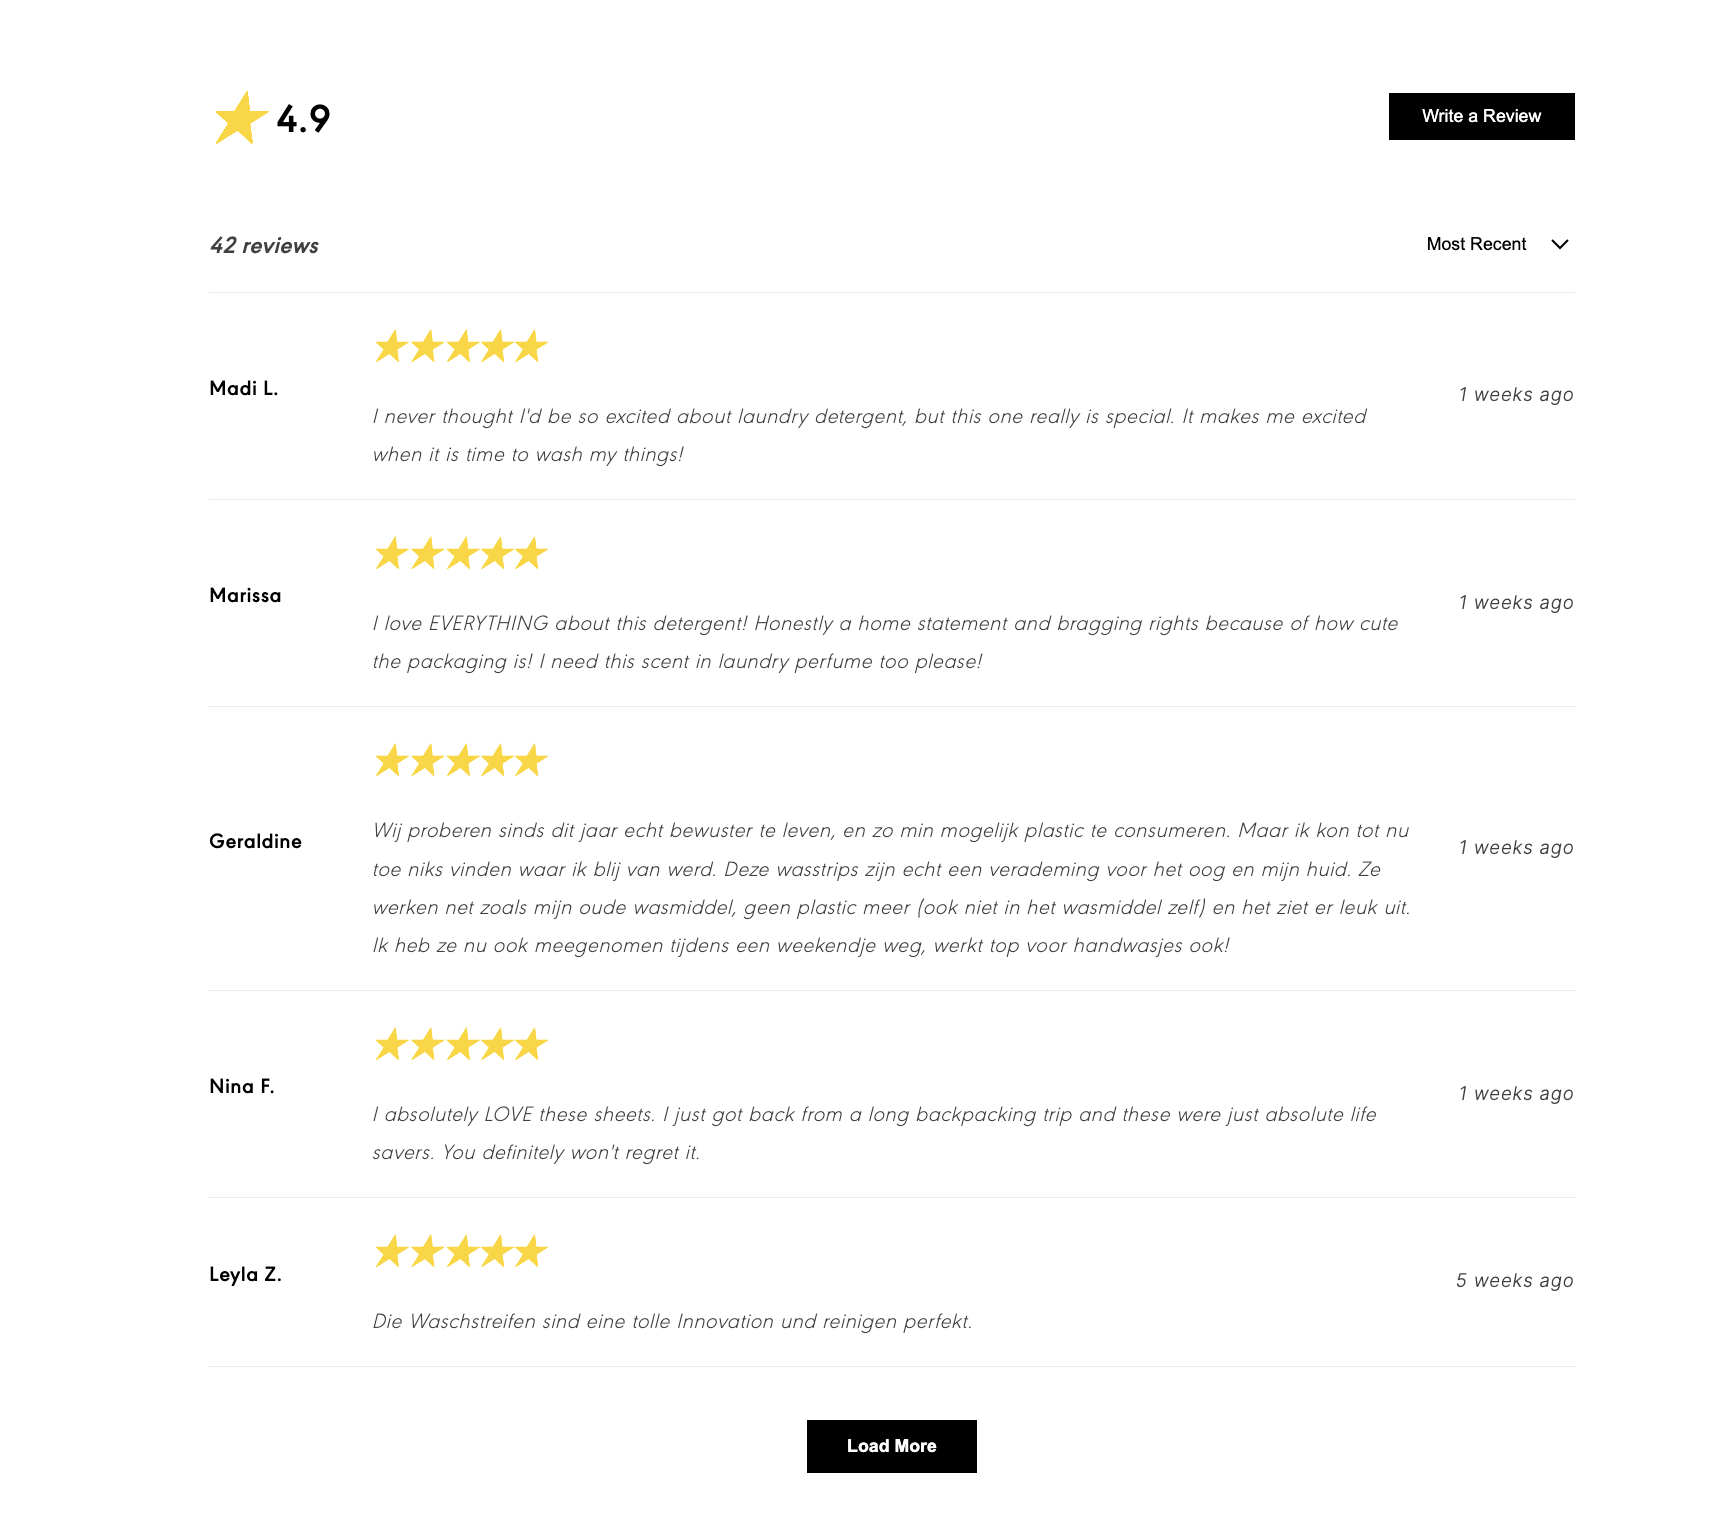 4.9
Write a Review
42 reviews
Most Recent
Madi L.
I never thought I'd be so excited about laundry detergent, but this one really is special. It makes me excited
when it is time to wash my things!
1 weeks ago
Marissa
I love EVERYTHING about this detergent! Honestly a home statement and bragging rights because of how cute
the packaging is! I need this scent in laundry perfume too please!
1 weeks ago
Geraldine
Wij proberen sinds dit jaar echt bewuster te leven, en zo min mogelijk plastic te consumeren. Maar ik kon tot nu
toe niks vinden waar ik blij van werd. Deze wasstrips zijn echt een verademing voor het oog en mijn huid. Ze
werken net zoals mijn oude wasmiddel, geen plastic meer (ook niet in het wasmiddel zelf) en het ziet er leuk uit.
Ik heb ze nu ook meegenomen tijdens een weekendje weg, werkt top voor handwasjes ook!
1 weeks ago
Nina F.
I absolutely LOVE these sheets. I just got back from a long backpacking trip and these were just absolute life
savers. You definitely won't regret it.
1 weeks ago
Leyla Z.
Die Waschstreifen sind eine tolle Innovation und reinigen perfekt.
5 weeks ago
Load More